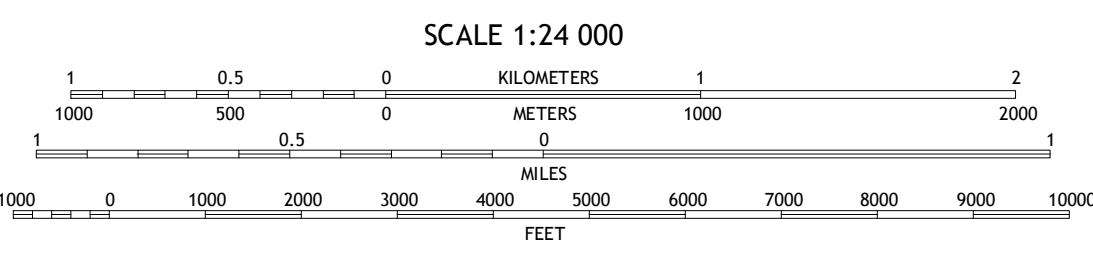 SCALE 1:24 000
1 0.5 0 KILOMETERS 1 2
1000 500 0 METERS 1000 2000
1 0.5 0 1
MILES
1000 0 1000 2000 3000 4000 5000 6000 7000 8000 9000 10000
FEET